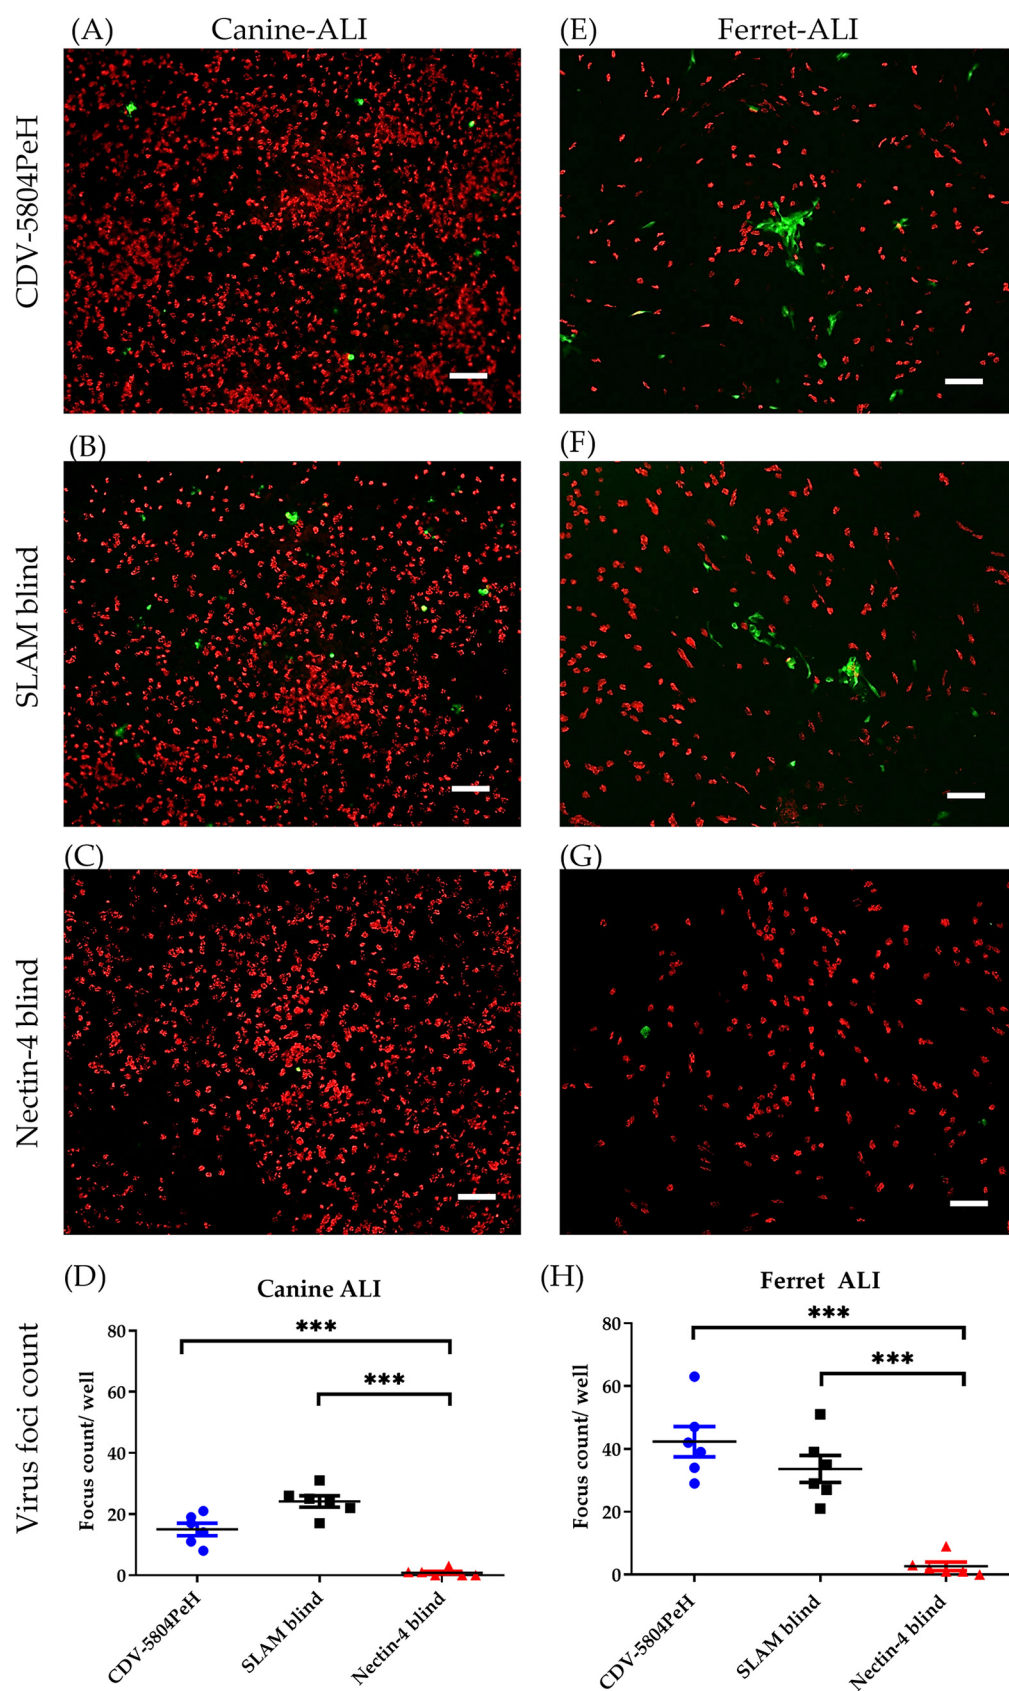 (A) Canine-ALI (E) Ferret-ALI
CDV-5804PeH
(B) (F)
SLAM blind
(C) (G)
Nectin-4 blind
(D) Canine ALI
Virus foci count
Focus count/ well
80
60
40
20
0
***
***
CDV-5804PeH
SLAM blind
Nectin-4 blind
(H) Ferret ALI
Focus count/ well
80
60
40
20
0
***
***
CDV-5804PeH
SLAM blind
Nectin-4 blind